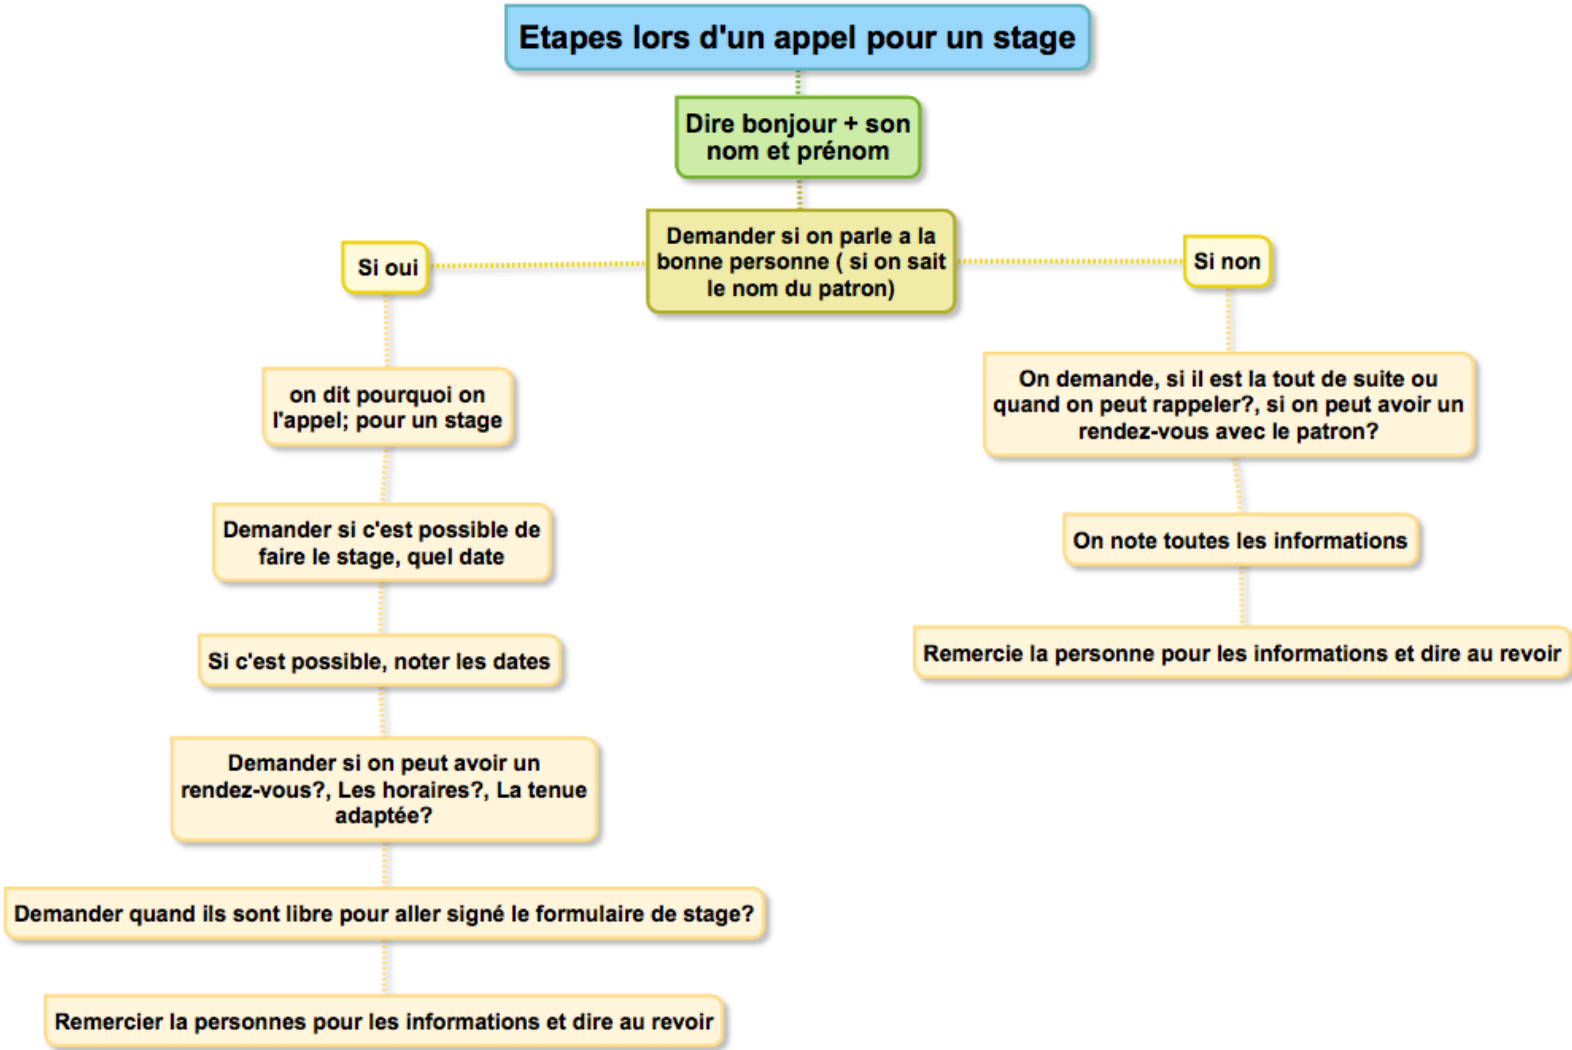 Etapes lors d'un appel pour un stage
Dire bonjour + son
nom et prénom
Demander si on parle a la
bonne personne ( si on sait
le nom du patron)
Si oui
on dit pourquoi on
l'appel; pour un stage
Demander si c'est possible de
faire le stage, quel date
Si c'est possible, noter les dates
Demander si on peut avoir un
rendez-vous?, Les horaires?, La tenue
adaptée?
Demander quand ils sont libre pour aller signé le formulaire de stage?
Remercier la personnes pour les informations et dire au revoir
Si non
On demande, si il est la tout de suite ou
quand on peut rappeler?, si on peut avoir un
rendez-vous avec le patron?
On note toutes les informations
Remercie la personne pour les informations et dire au revoir